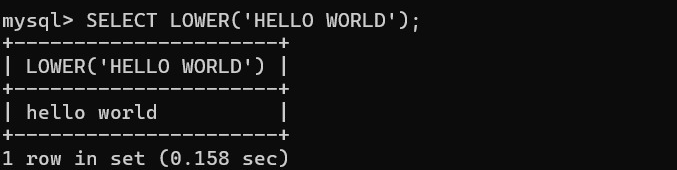 mysql> SELECT LOWER('HELLO WORLD');
+----------------------+
| LOWER('HELLO WORLD') |
+----------------------+
| hello world          |
+----------------------+
1 row in set (0.158 sec)